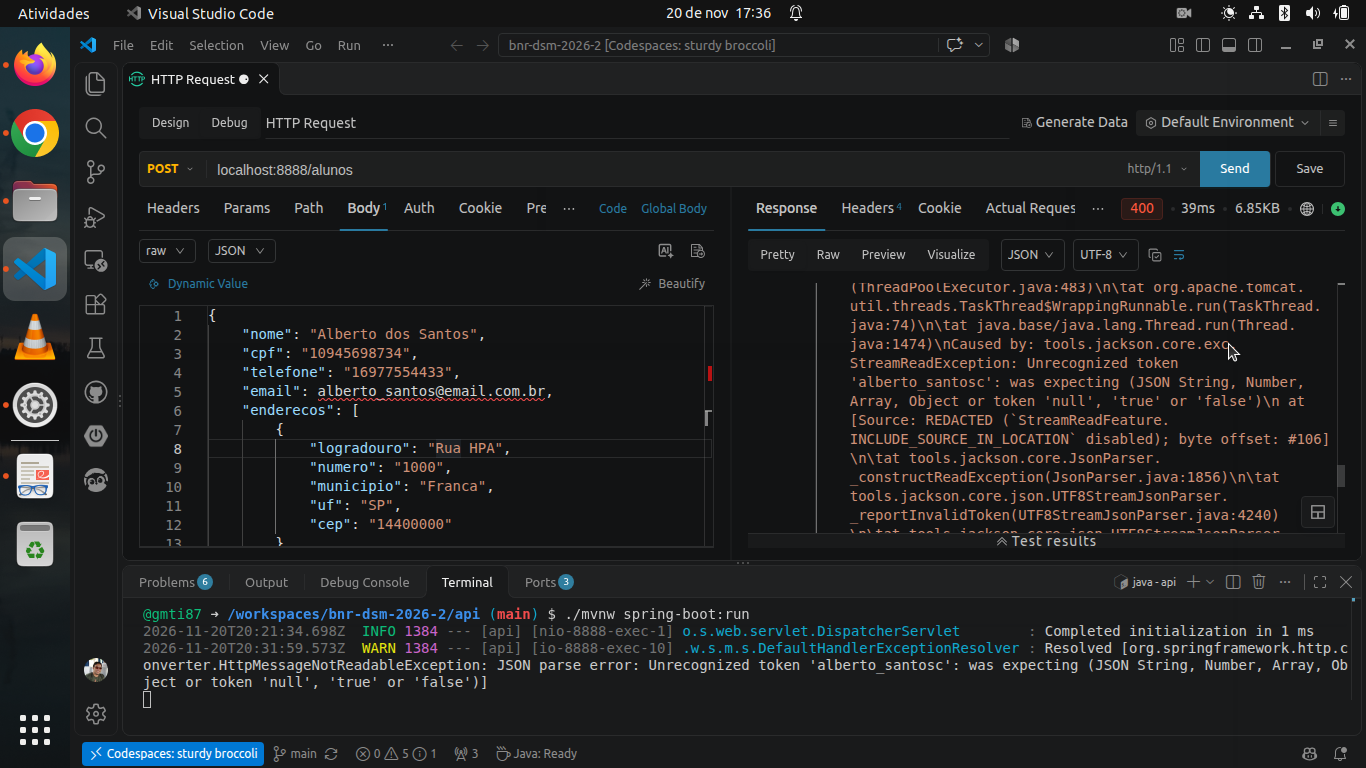 Atividades
Visual Studio Code
20 de nov 17:36
File Edit Selection View Go Run ···
bnr-dsm-2026-2 [Codespaces: sturdy broccoli]
HTTP Request
Design Debug HTTP Request
Generate Data Default Environment
POST localhost:8888/alunos http/1.1 Send Save
Headers Params Path Body 1 Auth Cookie Pre ··· Code Global Body
raw JSON
Dynamic Value Beautify
1 {
2 "nome": "Alberto dos Santos",
3 "cpf": "10945698734",
4 "telefone": "16977554433",
5 "email": alberto_santos@email.com.br,
6 "enderecos": [
7 {
8 "logradouro": "Rua HPA",
9 "numero": "1000",
10 "municipio": "Franca",
11 "uf": "SP",
12 "cep": "14400000"
13 }
Response Headers 4 Cookie Actual Reques ··· 400 39ms 6.85KB
Pretty Raw Preview Visualize JSON UTF-8
(ThreadPoolExecutor.java:483)\n\tat org.apache.tomcat.
util.threads.TaskThread$WrappingRunnable.run(TaskThread.
java:74)\n\tat java.base/java.lang.Thread.run(Thread.
java:1474)\nCaused by: tools.jackson.core.exc
StreamReadException: Unrecognized token
'alberto_santosc': was expecting (JSON String, Number,
Array, Object or token 'null', 'true' or 'false')\n at
[Source: REDACTED (`StreamReadFeature.
INCLUDE_SOURCE_IN_LOCATION` disabled); byte offset: #106]
\n\tat tools.jackson.core.JsonParser.
_constructReadException(JsonParser.java:1856)\n\tat
tools.jackson.core.json.UTF8StreamJsonParser.
_reportInvalidToken(UTF8StreamJsonParser.java:4240)
\n\tat tools.jackson.core.json.UTF8StreamJsonParser.
Test results
Problems 6 Output Debug Console Terminal Ports 3
java - api
@gmti87 ➜ /workspaces/bnr-dsm-2026-2/api (main) $ ./mvnw spring-boot:run
2026-11-20T20:21:34.698Z INFO 1384 --- [api] [nio-8888-exec-1] o.s.web.servlet.DispatcherServlet : Completed initialization in 1 ms
2026-11-20T20:31:59.573Z WARN 1384 --- [api] [io-8888-exec-10] .w.s.m.s.DefaultHandlerExceptionResolver : Resolved [org.springframework.http.c
onverter.HttpMessageNotReadableException: JSON parse error: Unrecognized token 'alberto_santosc': was expecting (JSON String, Number, Array, Ob
ject or token 'null', 'true' or 'false')]
Codespaces: sturdy broccoli main 0 5 1 3 Java: Ready